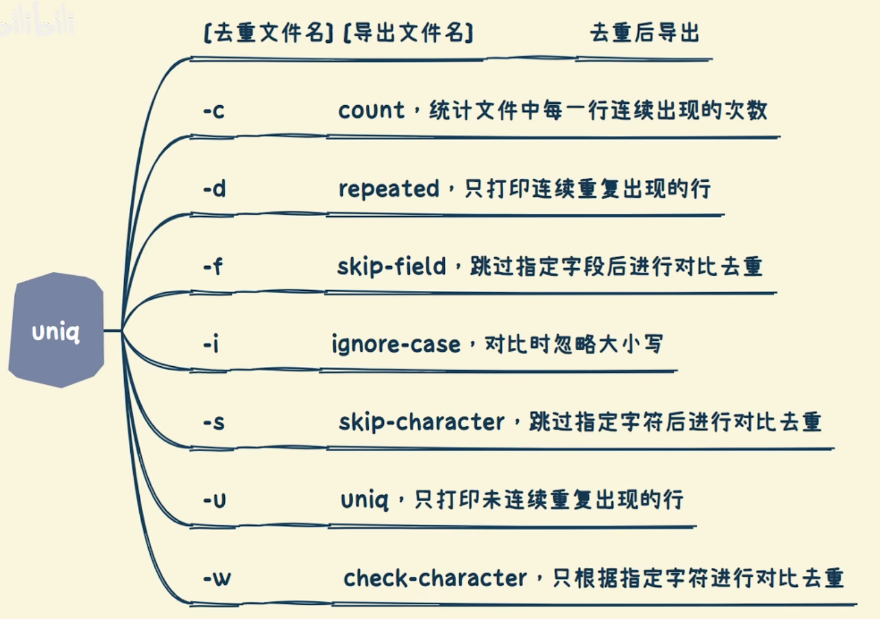 bilibili
[去重文件名] [导出文件名] 去重后导出
-c count，统计文件中每一行连续出现的次数
-d repeated，只打印连续重复出现的行
-f skip-field，跳过指定字段后进行对比去重
uniq
-i ignore-case，对比时忽略大小写
-s skip-character，跳过指定字符后进行对比去重
-u uniq，只打印未连续重复出现的行
-w check-character，只根据指定字符进行对比去重